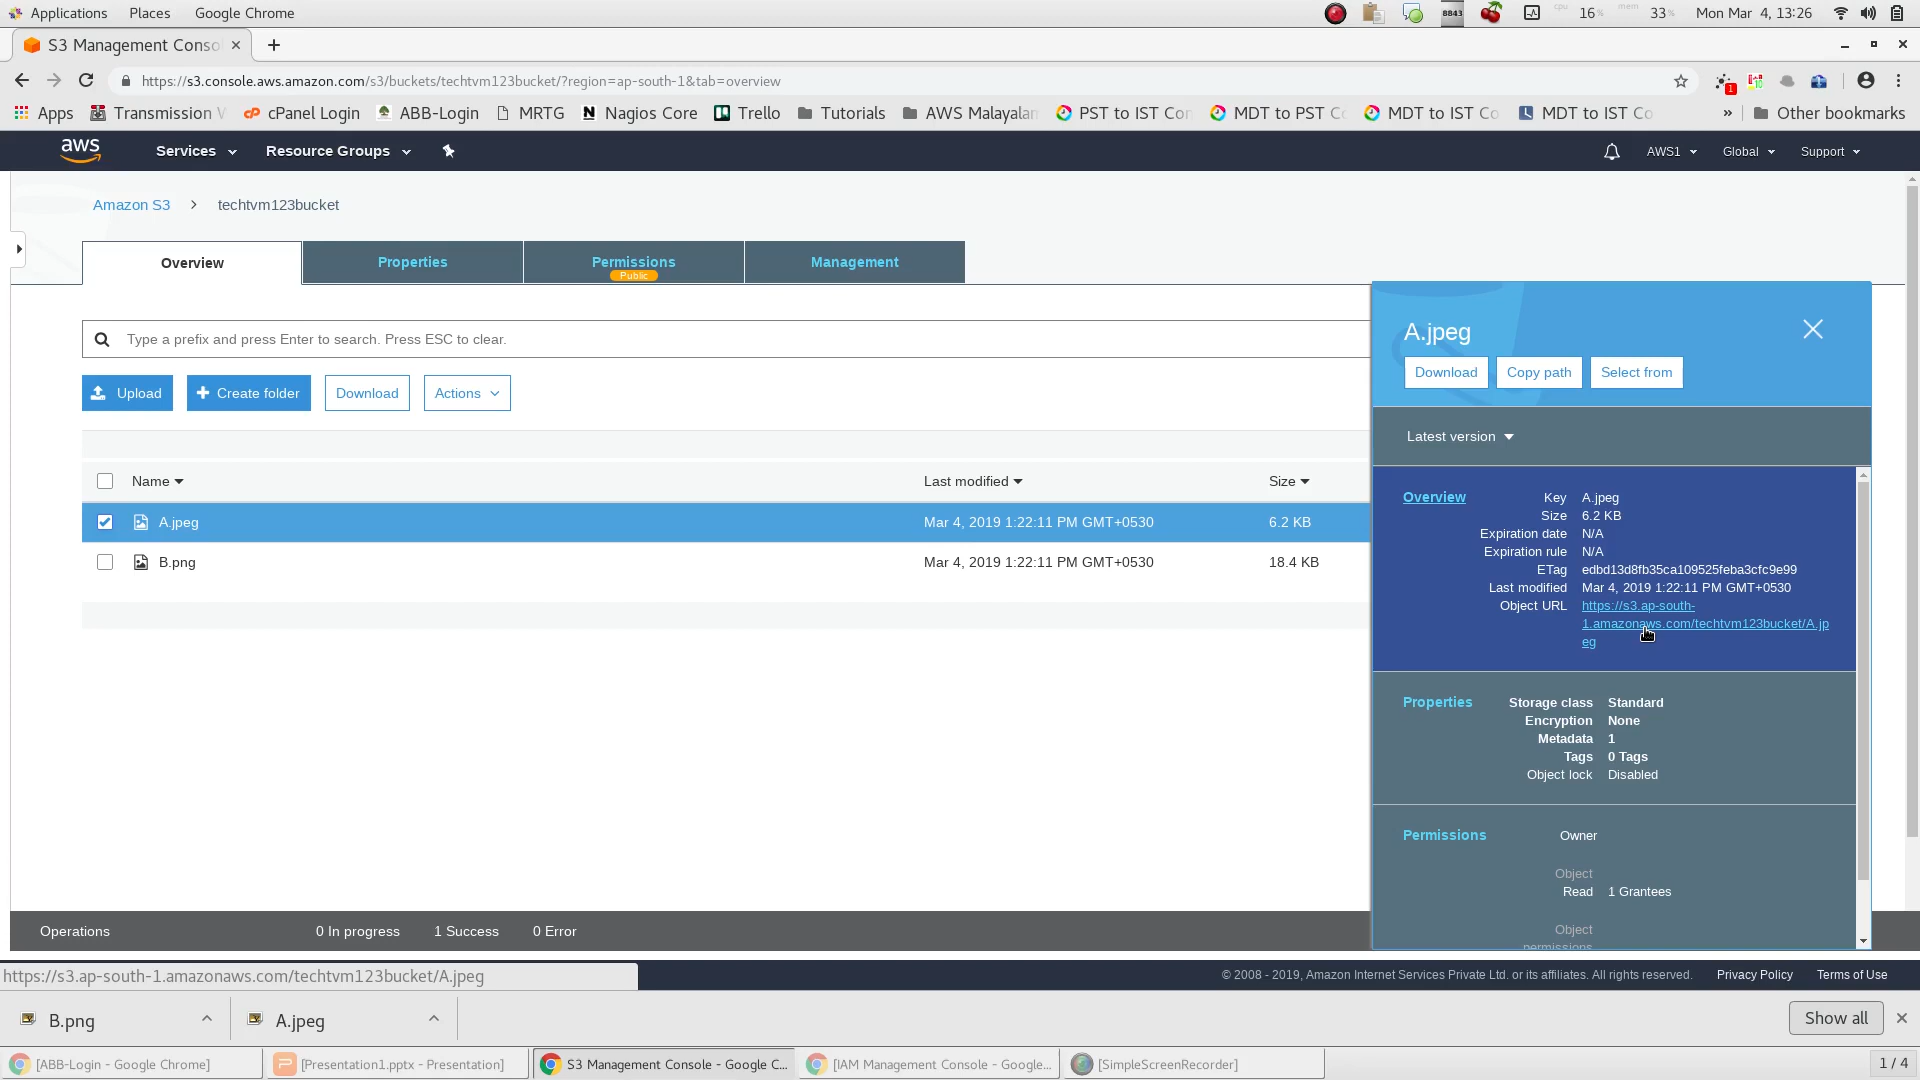 Applications Places Google Chrome 8843 cpu 16% mem 33% Mon Mar 4, 13:26
S3 Management Conso
https://s3.console.aws.amazon.com/s3/buckets/techtvm123bucket/?region=ap-south-1&tab=overview 1
Apps Transmission cPanel Login ABB-Login MRTG Nagios Core Trello Tutorials AWS Malayalar PST to IST Con MDT to PST Co MDT to IST Co MDT to IST Co » Other bookmarks
aws Services Resource Groups AWS1 Global Support
Amazon S3 > techtvm123bucket
Overview Properties Permissions Management
Public
Type a prefix and press Enter to search. Press ESC to clear.
Upload Create folder Download Actions
Name Last modified Size
A.jpeg Mar 4, 2019 1:22:11 PM GMT+0530 6.2 KB
B.png Mar 4, 2019 1:22:11 PM GMT+0530 18.4 KB
A.jpeg
Download Copy path Select from
Latest version
Overview Key A.jpeg
Size 6.2 KB
Expiration date N/A
Expiration rule N/A
ETag edbd13d8fb35ca109525feba3cfc9e99
Last modified Mar 4, 2019 1:22:11 PM GMT+0530
Object URL https://s3.ap-south-
1.amazonaws.com/techtvm123bucket/A.jp
eg
Properties Storage class Standard
Encryption None
Metadata 1
Tags 0 Tags
Object lock Disabled
Permissions Owner
Object
Read 1 Grantees
Object
permissions
Operations 0 In progress 1 Success 0 Error
https://s3.ap-south-1.amazonaws.com/techtvm123bucket/A.jpeg © 2008 - 2019, Amazon Internet Services Private Ltd. or its affiliates. All rights reserved. Privacy Policy Terms of Use
B.png A.jpeg Show all
[ABB-Login - Google Chrome] [Presentation1.pptx - Presentation] S3 Management Console - Google C... [IAM Management Console - Google... [SimpleScreenRecorder] 1 / 4